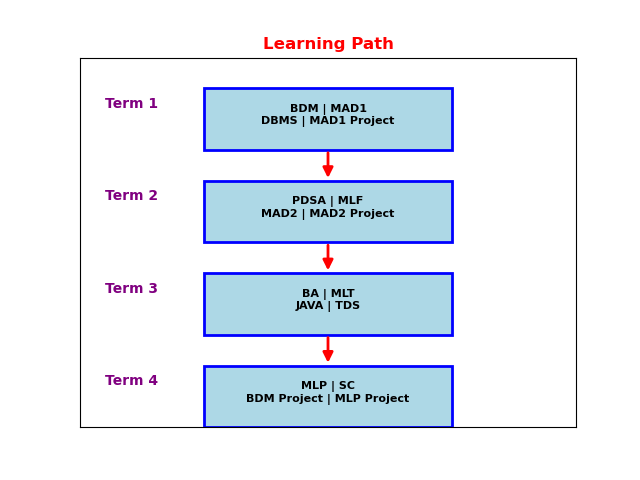 Learning Path
Term 1
BDM | MAD1
DBMS | MAD1 Project
Term 2
PDSA | MLF
MAD2 | MAD2 Project
Term 3
BA | MLT
JAVA | TDS
Term 4
MLP | SC
BDM Project | MLP Project